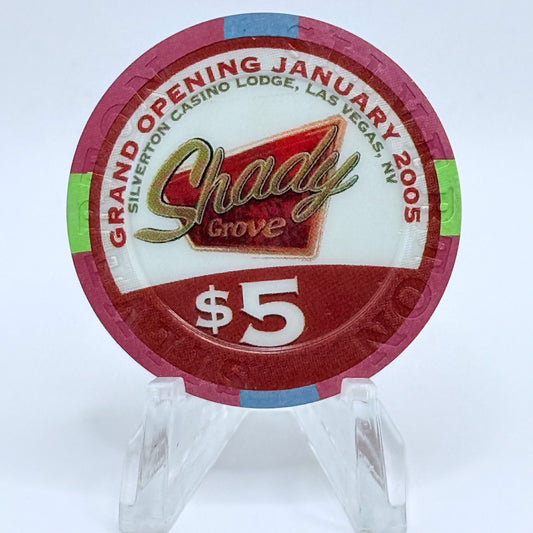 GRAND OPENING JANUARY 2005
SILVERTON CASINO LODGE, LAS VEGAS, NV
Shady
Grove
$5